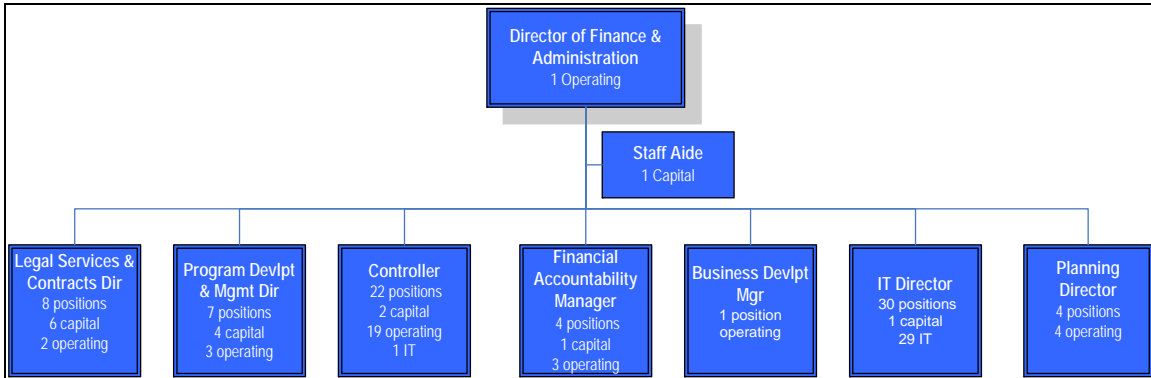 Director of Finance &
Administration
1 Operating
Staff Aide
1 Capital
Legal Services &
Contracts Dir
8 positions
6 capital
2 operating
Program Devlpt
& Mgmt Dir
7 positions
4 capital
3 operating
Controller
22 positions
2 capital
19 operating
1 IT
Financial
Accountability
Manager
4 positions
1 capital
3 operating
Business Devlpt
Mgr
1 position
operating
IT Director
30 positions
1 capital
29 IT
Planning
Director
4 positions
4 operating